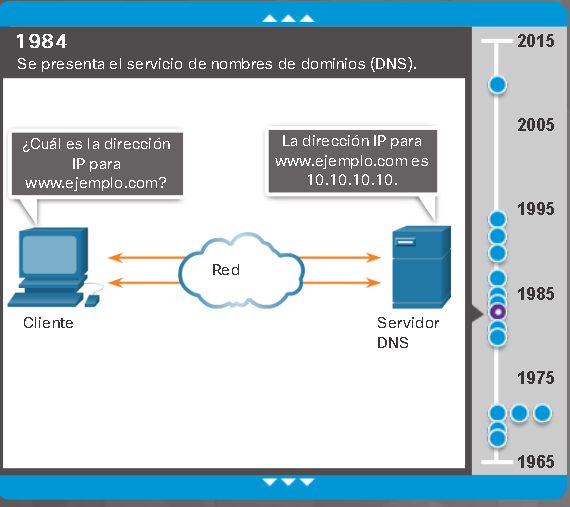 1984
Se presenta el servicio de nombres de dominios (DNS).
¿Cuál es la dirección
IP para
www.ejemplo.com?
La dirección IP para
www.ejemplo.com es
10.10.10.10.
Red
Cliente
Servidor
DNS
2015
2005
1995
1985
1975
1965